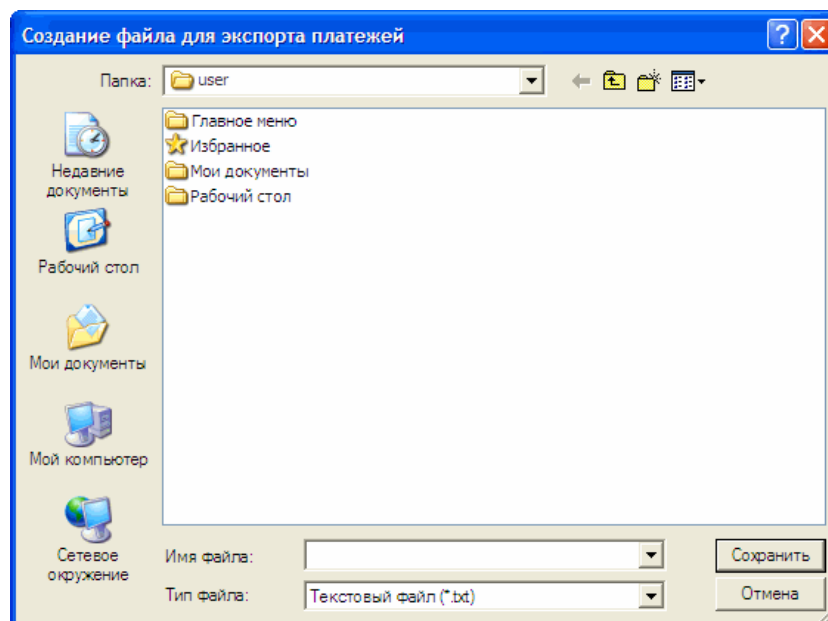 Создание файла для экспорта платежей
Папка:
user
Главное меню
Избранное
Мои документы
Рабочий стол
Недавние
документы
Рабочий стол
Мои документы
Мой компьютер
Сетевое
окружение
Имя файла:
Сохранить
Тип файла:
Текстовый файл (*.txt)
Отмена